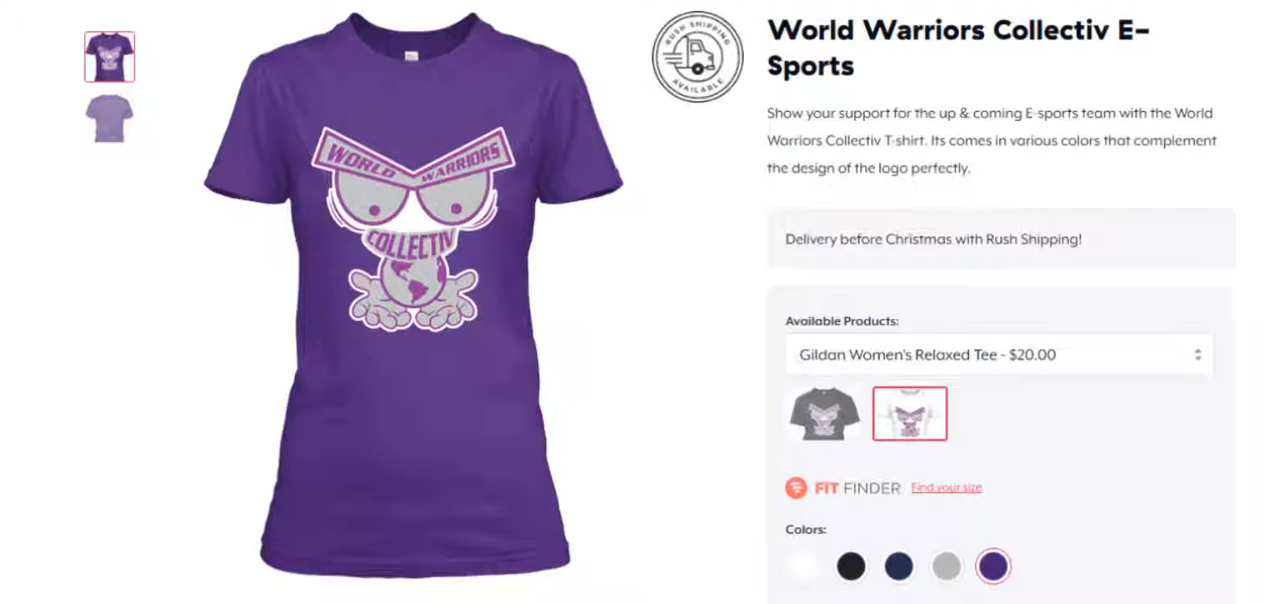 WORLD WARRIORS
COLLECTIV
RUSH SHIPPING
AVAILABLE
World Warriors Collectiv E-
Sports
Show your support for the up & coming E-sports team with the World
Warriors Collectiv T-shirt. Its comes in various colors that complement
the design of the logo perfectly.
Delivery before Christmas with Rush Shipping!
Available Products:
Gildan Women's Relaxed Tee - $20.00
FIT FINDER Find your size
Colors: